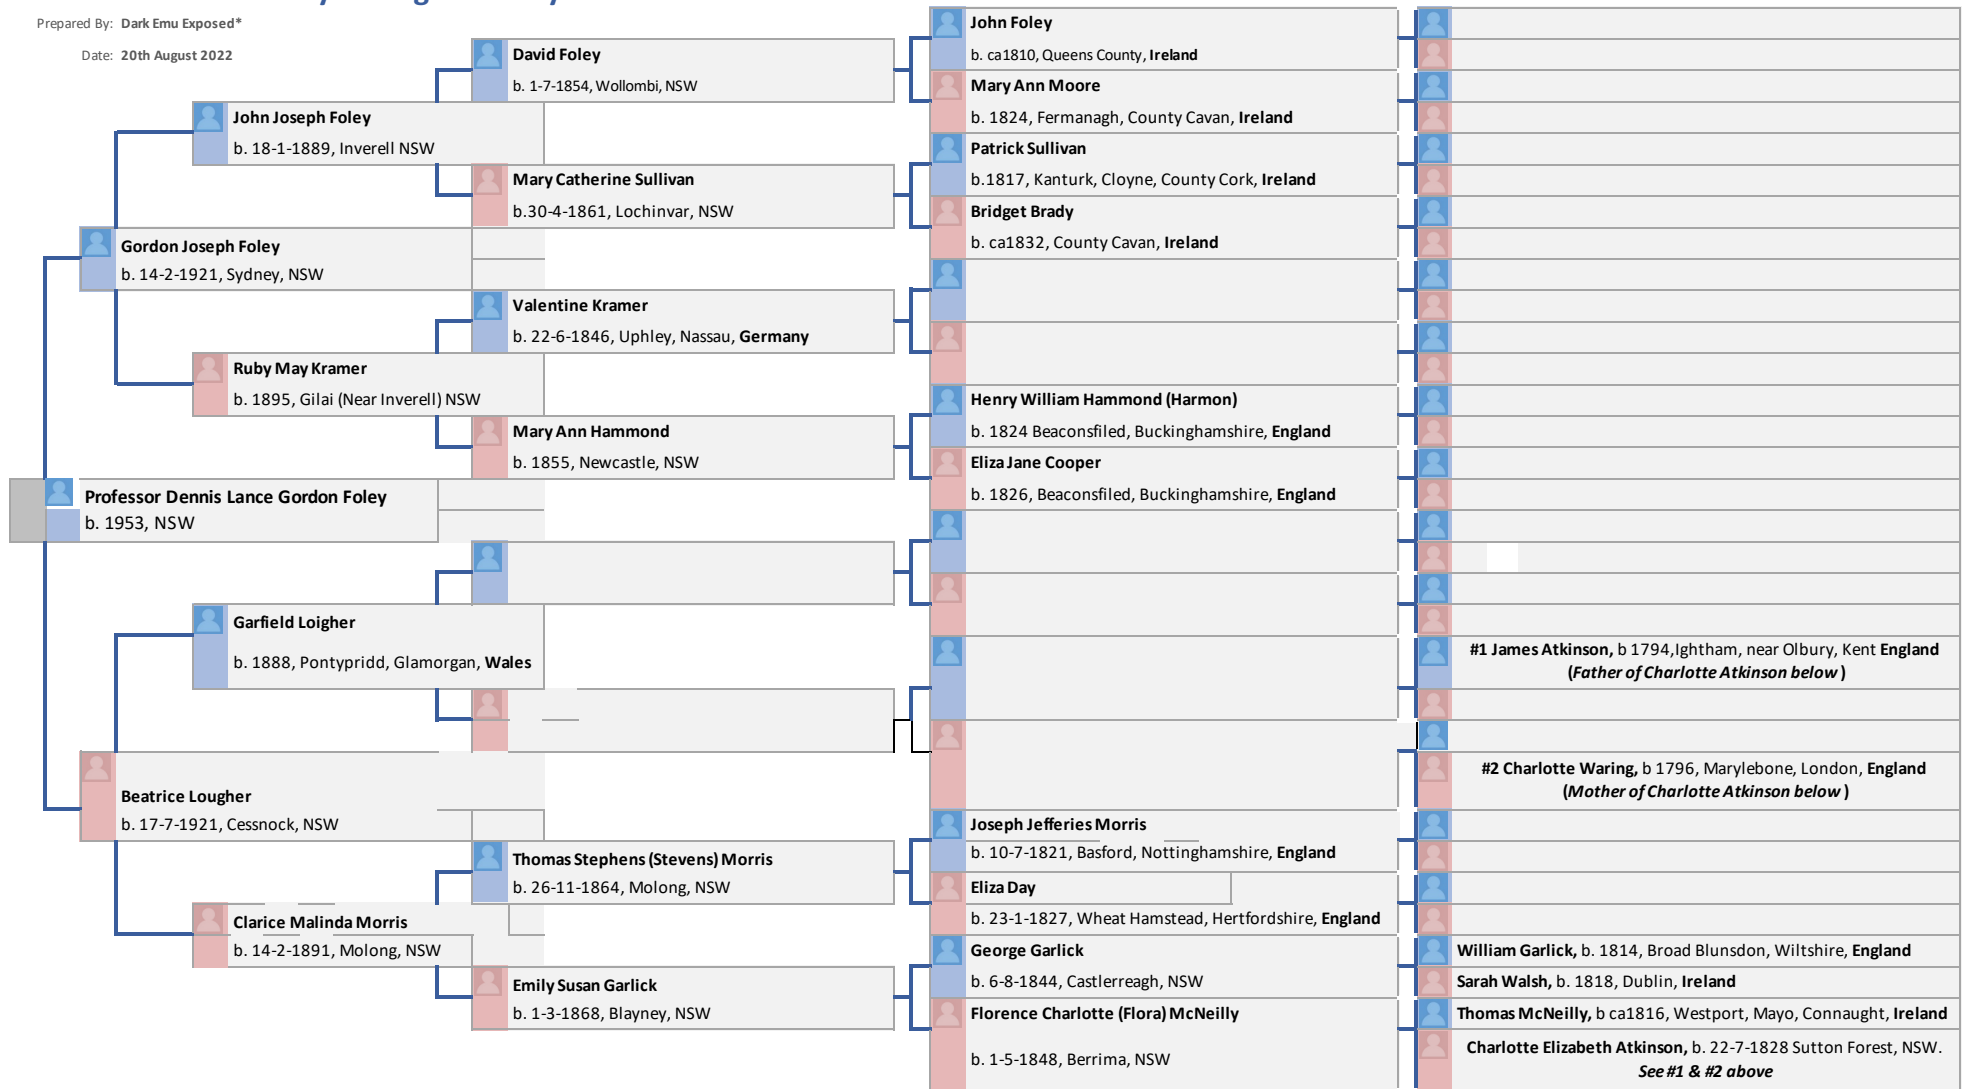 Prepared By: Dark Emu Exposed*
Date: 20th August 2022
Professor Dennis Lance Gordon Foley
b. 1953, NSW
Gordon Joseph Foley
b. 14-2-1921, Sydney, NSW
Beatrice Lougher
b. 17-7-1921, Cessnock, NSW
John Joseph Foley
b. 18-1-1889, Inverell NSW
Ruby May Kramer
b. 1895, Gilai (Near Inverell) NSW
Garfield Loigher
b. 1888, Pontypridd, Glamorgan, Wales
Clarice Malinda Morris
b. 14-2-1891, Molong, NSW
David Foley
b. 1-7-1854, Wollombi, NSW
Mary Catherine Sullivan
b.30-4-1861, Lochinvar, NSW
Valentine Kramer
b. 22-6-1846, Uphley, Nassau, Germany
Mary Ann Hammond
b. 1855, Newcastle, NSW
Thomas Stephens (Stevens) Morris
b. 26-11-1864, Molong, NSW
Emily Susan Garlick
b. 1-3-1868, Blayney, NSW
John Foley
b. ca1810, Queens County, Ireland
Mary Ann Moore
b. 1824, Fermanagh, County Cavan, Ireland
Patrick Sullivan
b.1817, Kanturk, Cloyne, County Cork, Ireland
Bridget Brady
b. ca1832, County Cavan, Ireland
Henry William Hammond (Harmon)
b. 1824 Beaconsfiled, Buckinghamshire, England
Eliza Jane Cooper
b. 1826, Beaconsfiled, Buckinghamshire, England
Joseph Jefferies Morris
b. 10-7-1821, Basford, Nottinghamshire, England
Eliza Day
b. 23-1-1827, Wheat Hamstead, Hertfordshire, England
George Garlick
b. 6-8-1844, Castlerreagh, NSW
Florence Charlotte (Flora) McNeilly
b. 1-5-1848, Berrima, NSW
#1 James Atkinson, b 1794,Ightham, near Olbury, Kent England
(Father of Charlotte Atkinson below )
#2 Charlotte Waring, b 1796, Marylebone, London, England
(Mother of Charlotte Atkinson below )
William Garlick, b. 1814, Broad Blunsdon, Wiltshire, England
Sarah Walsh, b. 1818, Dublin, Ireland
Thomas McNeilly, b ca1816, Westport, Mayo, Connaught, Ireland
Charlotte Elizabeth Atkinson, b. 22-7-1828 Sutton Forest, NSW.
See #1 & #2 above